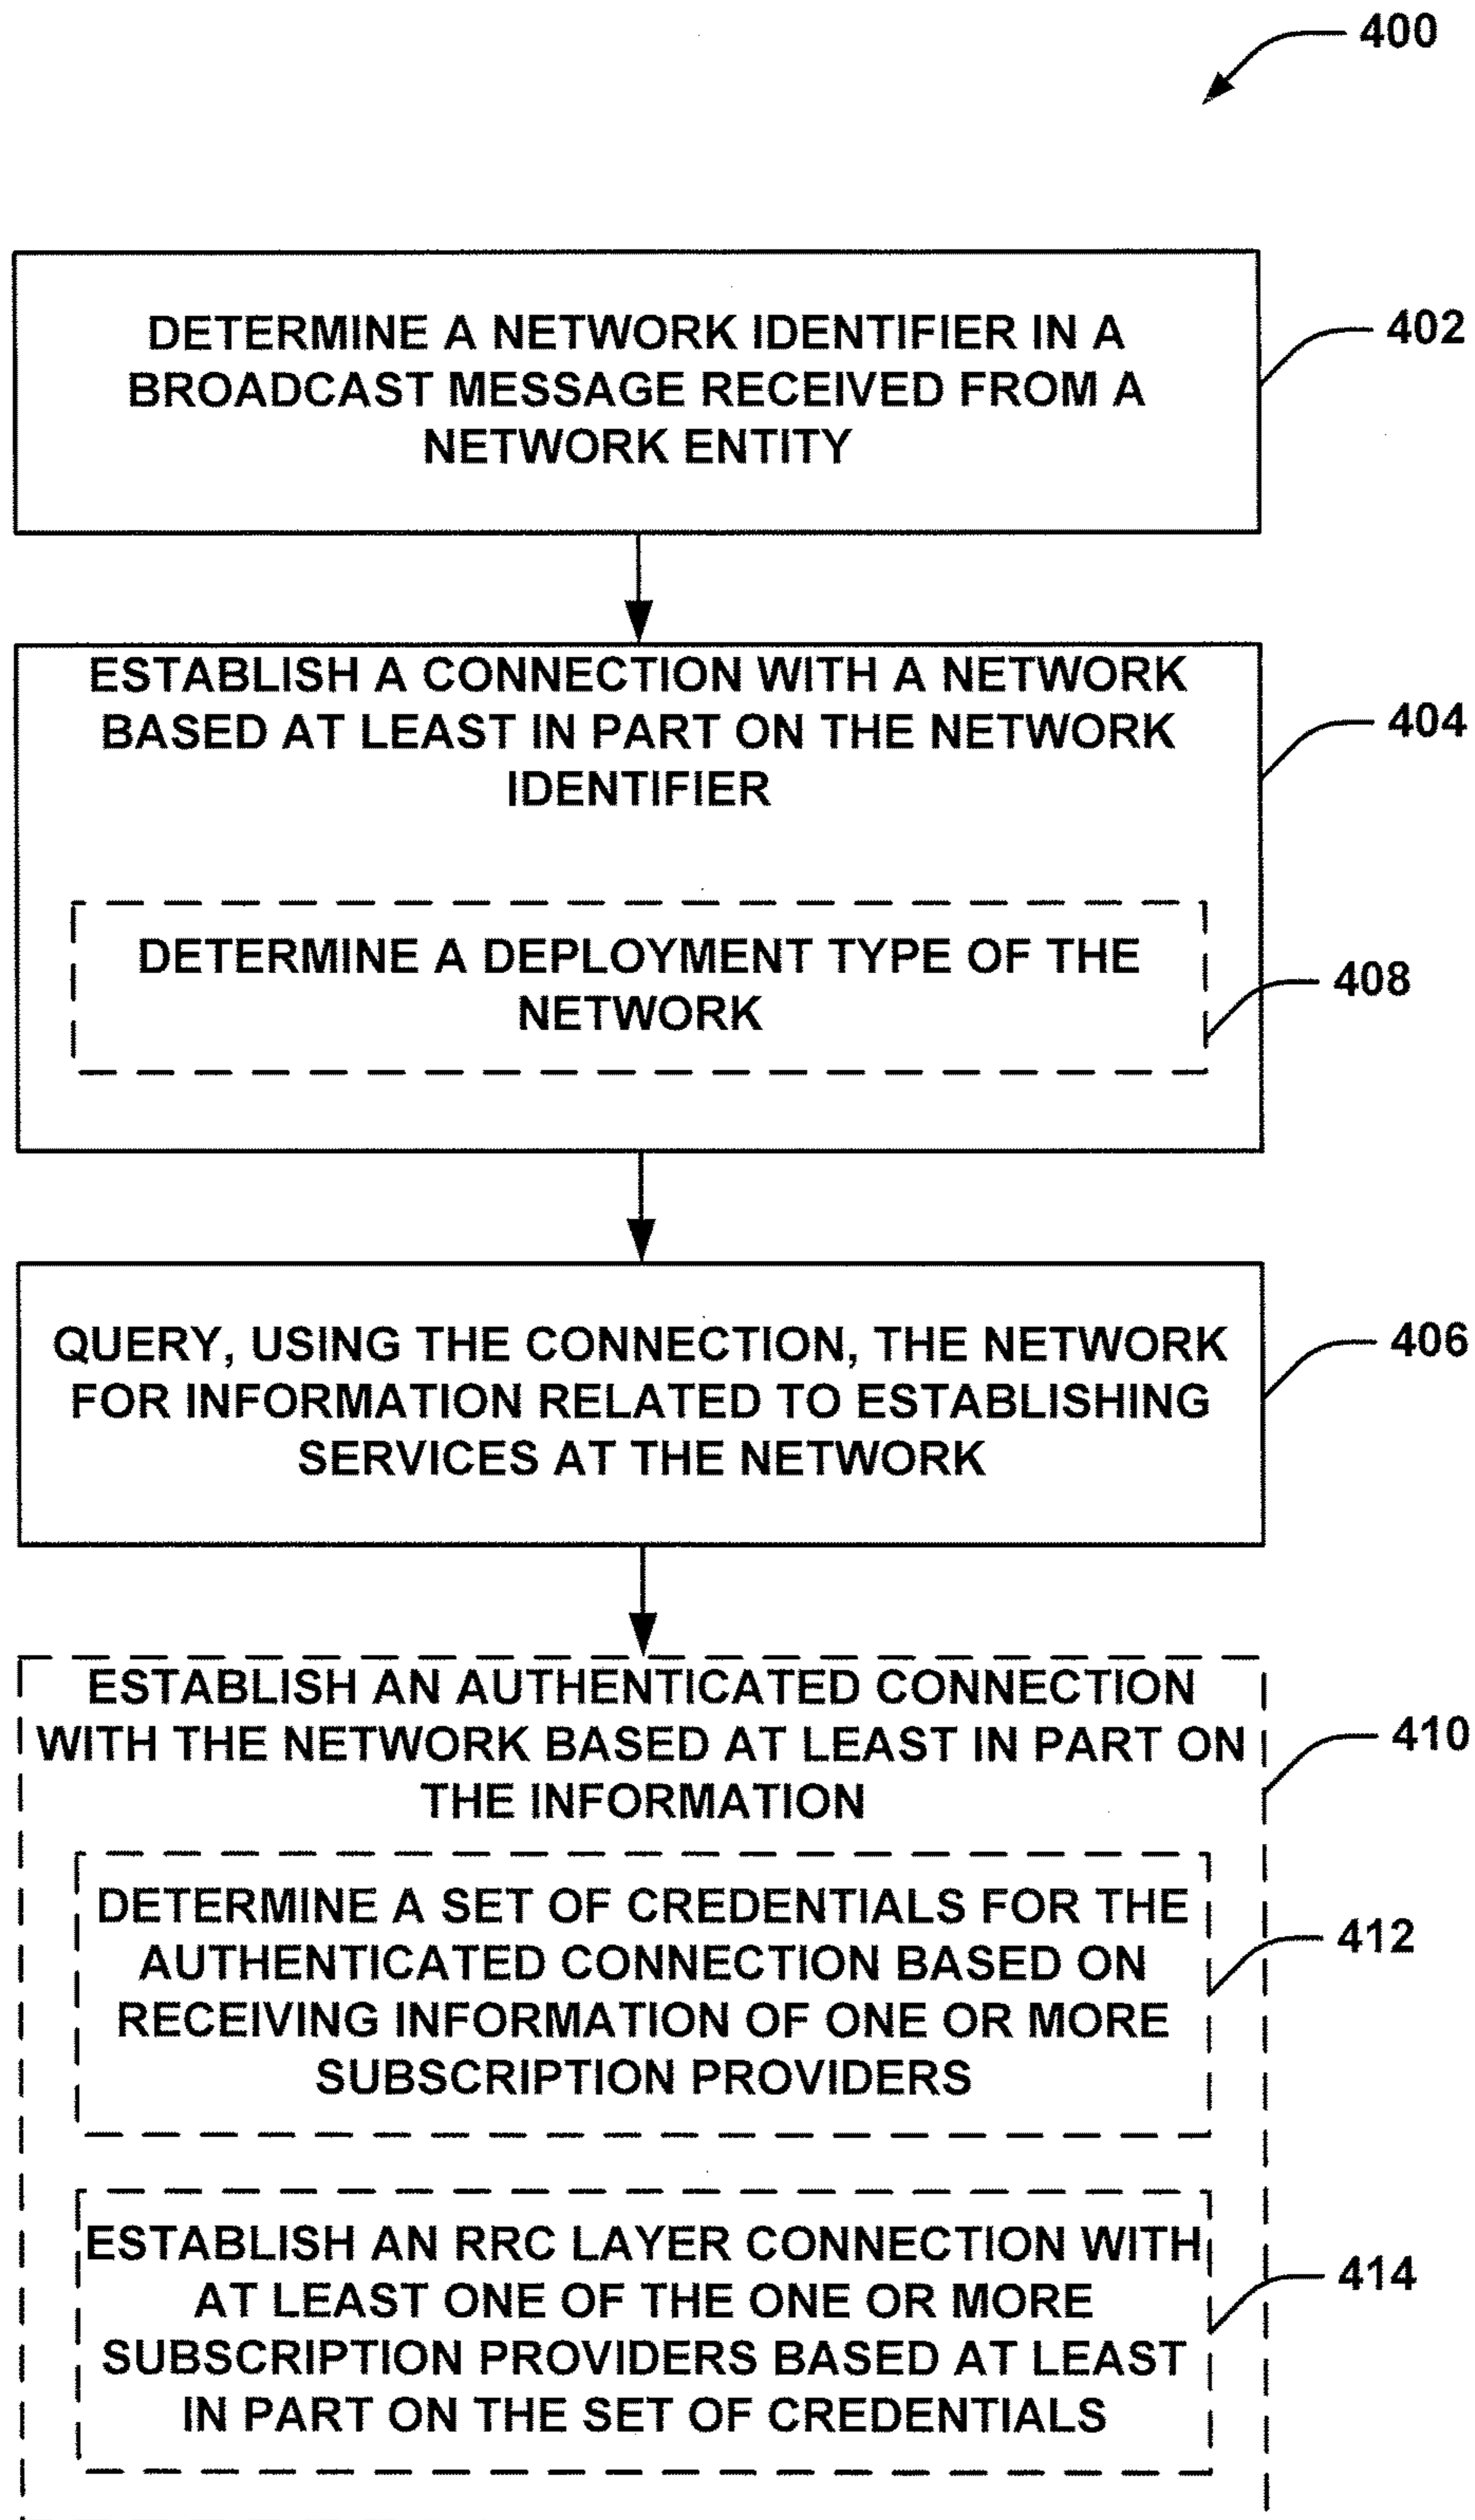 400
DETERMINE A NETWORK IDENTIFIER IN A
BROADCAST MESSAGE RECEIVED FROM A
NETWORK ENTITY
402
ESTABLISH A CONNECTION WITH A NETWORK
BASED AT LEAST IN PART ON THE NETWORK
IDENTIFIER
404
DETERMINE A DEPLOYMENT TYPE OF THE
NETWORK
408
QUERY, USING THE CONNECTION, THE NETWORK
FOR INFORMATION RELATED TO ESTABLISHING
SERVICES AT THE NETWORK
406
ESTABLISH AN AUTHENTICATED CONNECTION
WITH THE NETWORK BASED AT LEAST IN PART ON
THE INFORMATION
410
DETERMINE A SET OF CREDENTIALS FOR THE
AUTHENTICATED CONNECTION BASED ON
RECEIVING INFORMATION OF ONE OR MORE
SUBSCRIPTION PROVIDERS
412
ESTABLISH AN RRC LAYER CONNECTION WITH
AT LEAST ONE OF THE ONE OR MORE
SUBSCRIPTION PROVIDERS BASED AT LEAST
IN PART ON THE SET OF CREDENTIALS
414